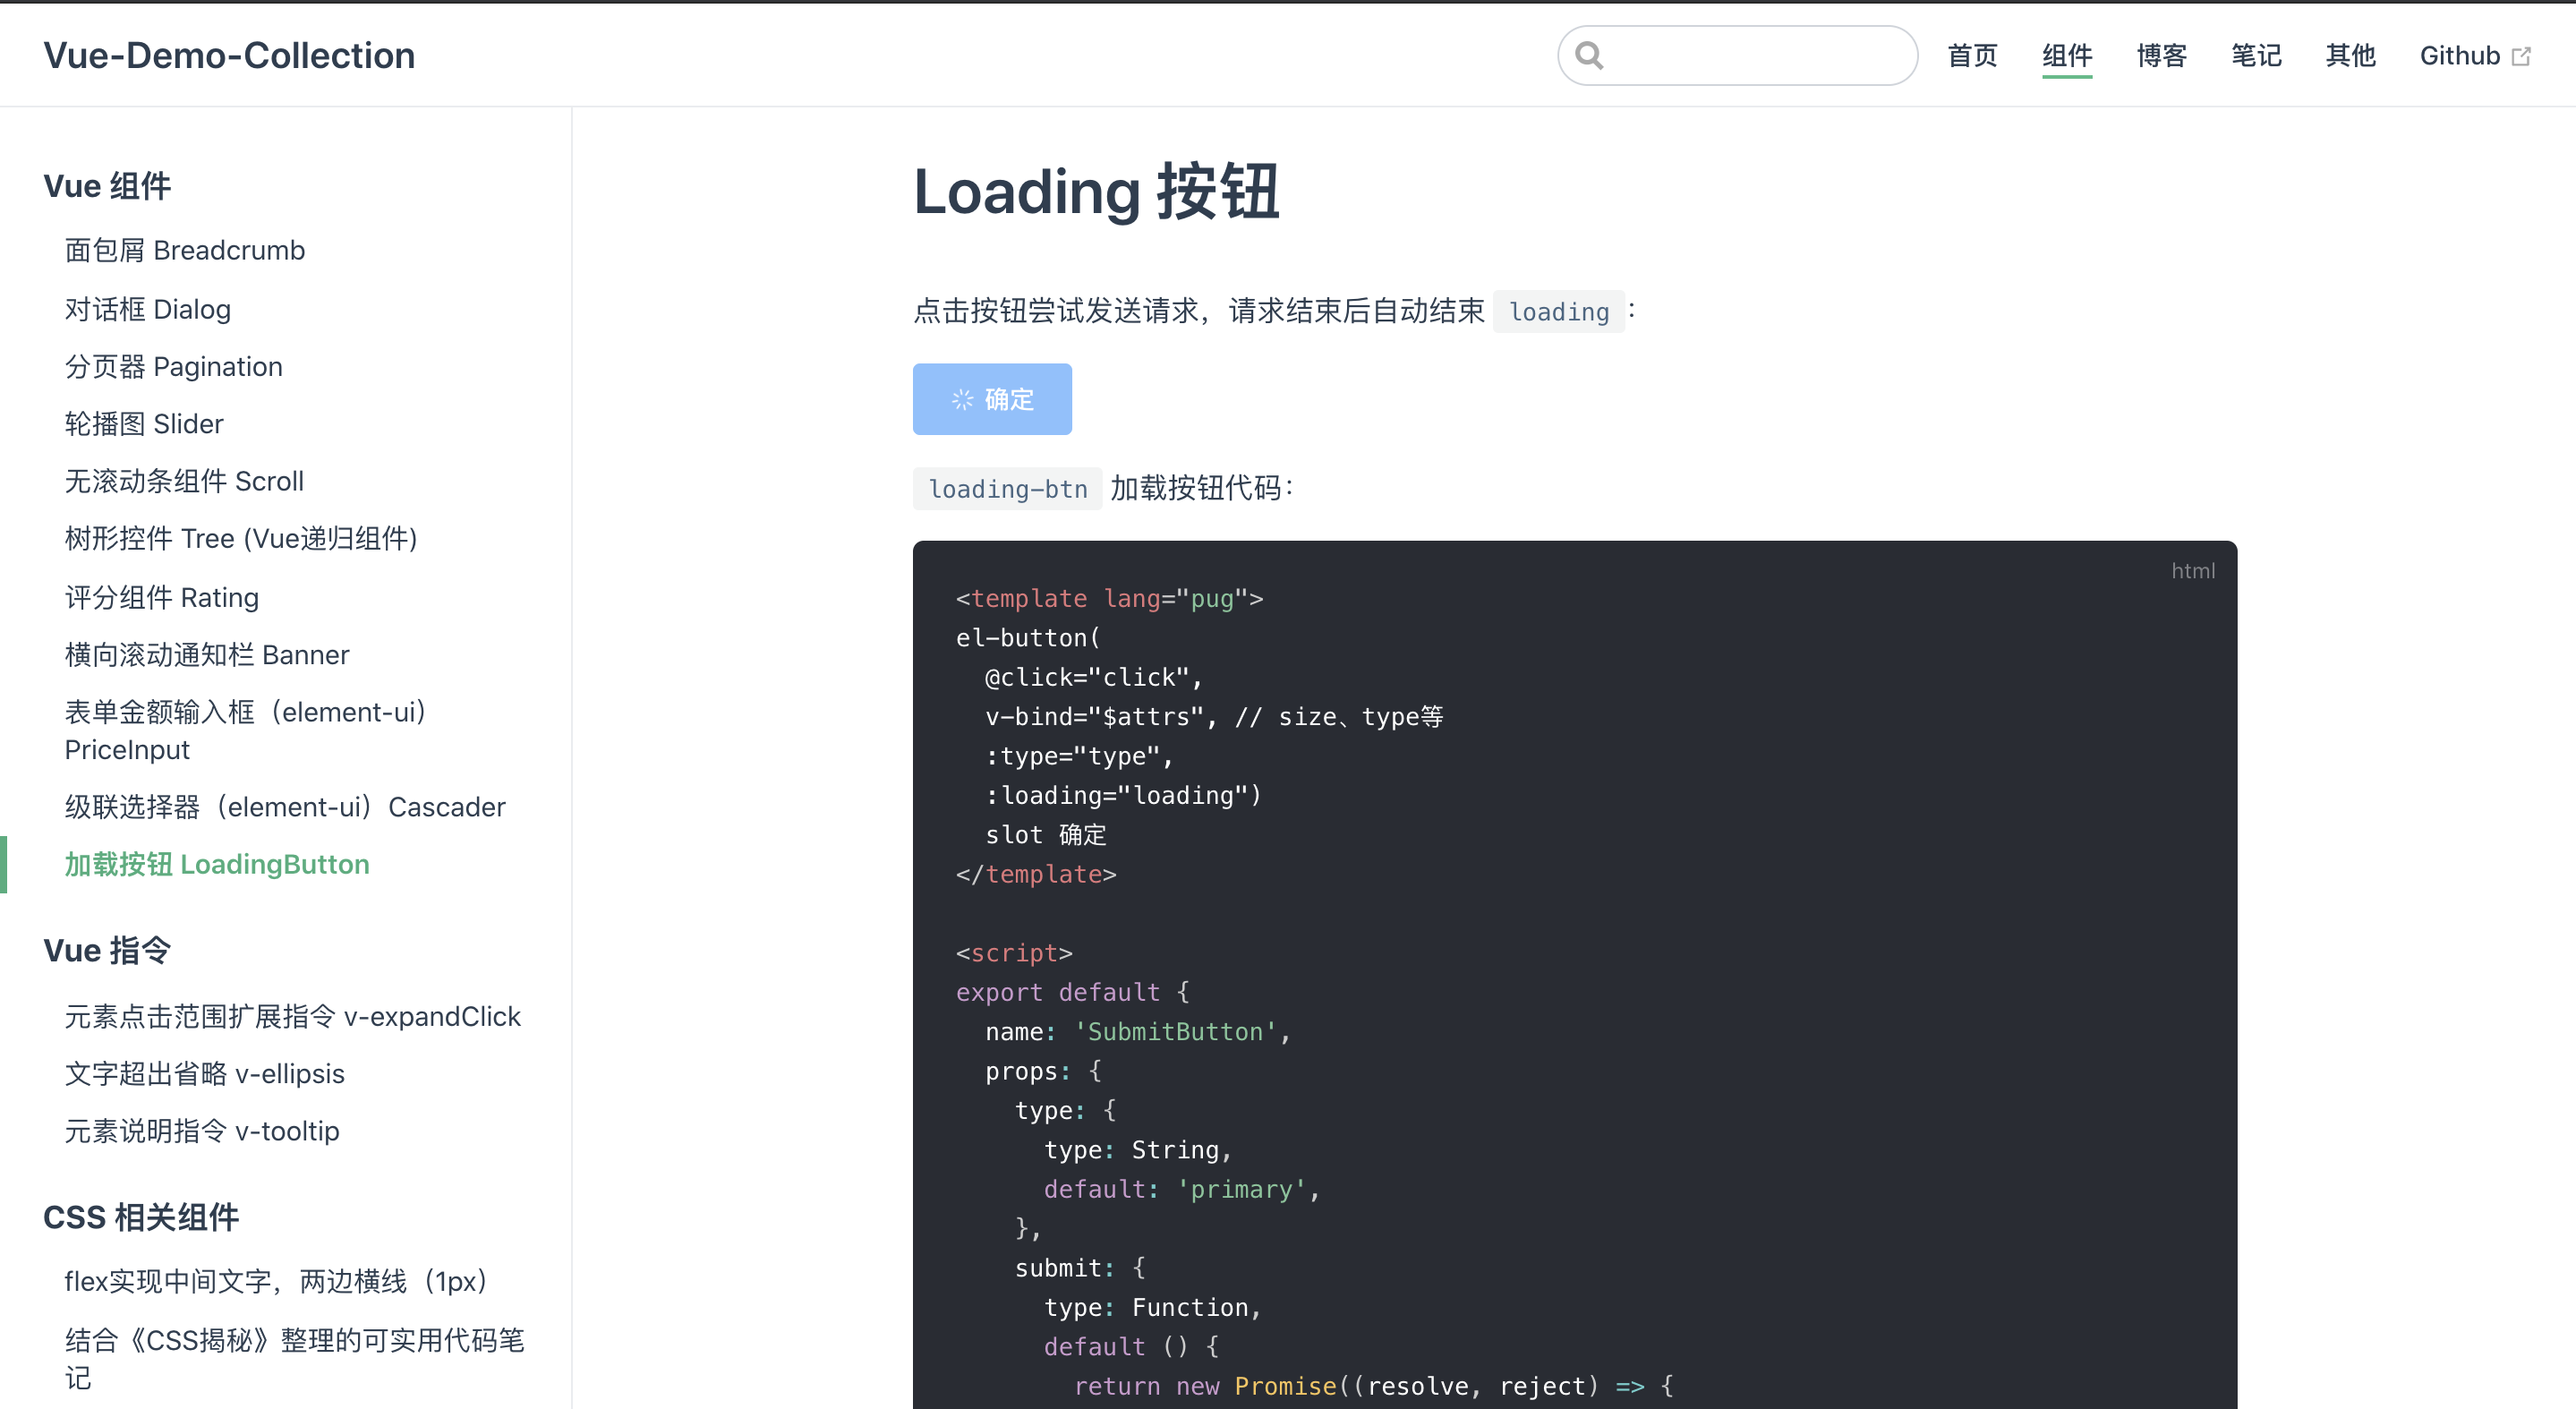 Vue-Demo-Collection
首页
组件
博客
笔记
其他
Github
Vue 组件
面包屑 Breadcrumb
对话框 Dialog
分页器 Pagination
轮播图 Slider
无滚动条组件 Scroll
树形控件 Tree (Vue递归组件)
评分组件 Rating
横向滚动通知栏 Banner
表单金额输入框（element-ui）
PriceInput
级联选择器（element-ui）Cascader
加载按钮 LoadingButton
Vue 指令
元素点击范围扩展指令 v-expandClick
文字超出省略 v-ellipsis
元素说明指令 v-tooltip
CSS 相关组件
flex实现中间文字，两边横线（1px）
结合《CSS揭秘》整理的可实用代码笔
记
Loading 按钮
点击按钮尝试发送请求，请求结束后自动结束 loading：
确定
loading-btn 加载按钮代码：
html
<template lang="pug">
el-button(
  @click="click",
  v-bind="$attrs", // size、type等
  :type="type",
  :loading="loading")
  slot 确定
</template>
<script>
export default {
  name: 'SubmitButton',
  props: {
    type: {
      type: String,
      default: 'primary',
    },
    submit: {
      type: Function,
      default () {
        return new Promise((resolve, reject) => {